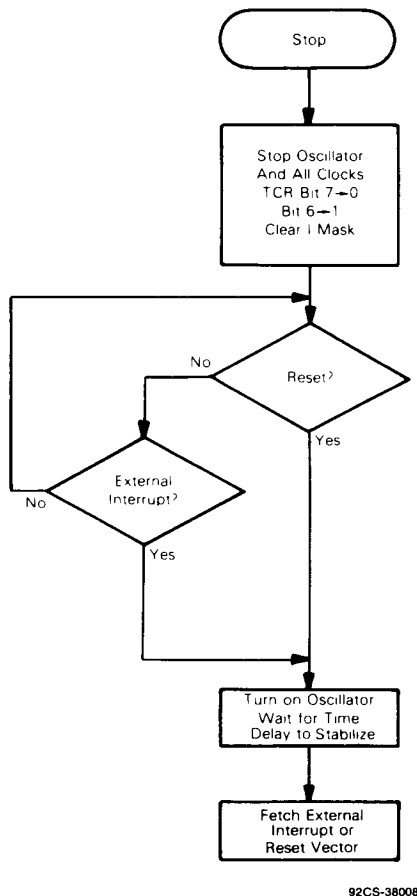 Stop
Stop Oscillator
And All Clocks
TCR Bit 7→0
Bit 6→1
Clear I Mask
No
Reset?
Yes
External
Interrupt?
No
Yes
Turn on Oscillator
Wait for Time
Delay to Stabilize
Fetch External
Interrupt or
Reset Vector
92CS-38008